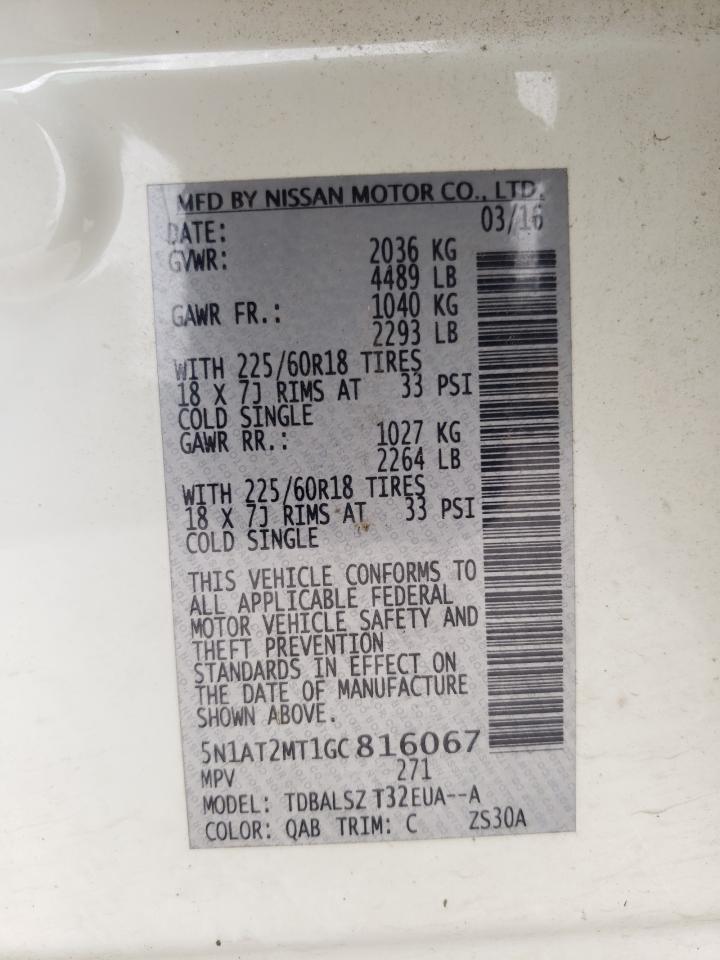 MFD BY NISSAN MOTOR CO., LTD.
DATE: 03/16
GVWR: 2036 KG
4489 LB
GAWR FR.: 1040 KG
2293 LB
WITH 225/60R18 TIRES
18 X 7J RIMS AT 33 PSI
COLD SINGLE
GAWR RR.: 1027 KG
2264 LB
WITH 225/60R18 TIRES
18 X 7J RIMS AT 33 PSI
COLD SINGLE
THIS VEHICLE CONFORMS TO
ALL APPLICABLE FEDERAL
MOTOR VEHICLE SAFETY AND
THEFT PREVENTION
STANDARDS IN EFFECT ON
THE DATE OF MANUFACTURE
SHOWN ABOVE.
5N1AT2MT1GC816067
MPV 271
MODEL: TDBALSZ T32EUA--A
COLOR: QAB TRIM: C ZS30A